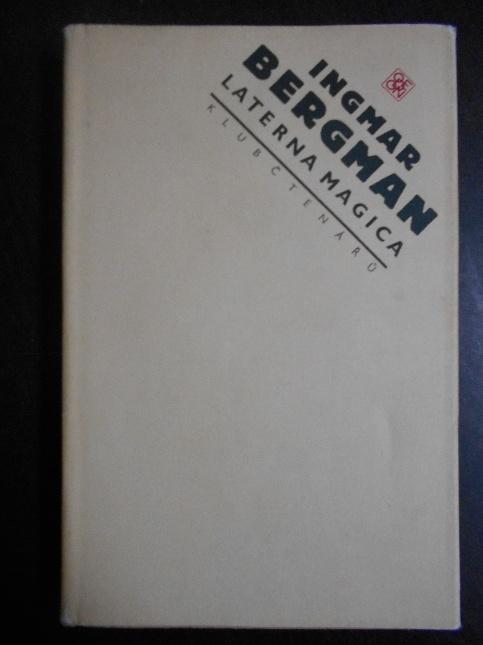 INGMAR
BERGMAN
LATERNA MAGICA
KLUB ČTENÁŘŮ